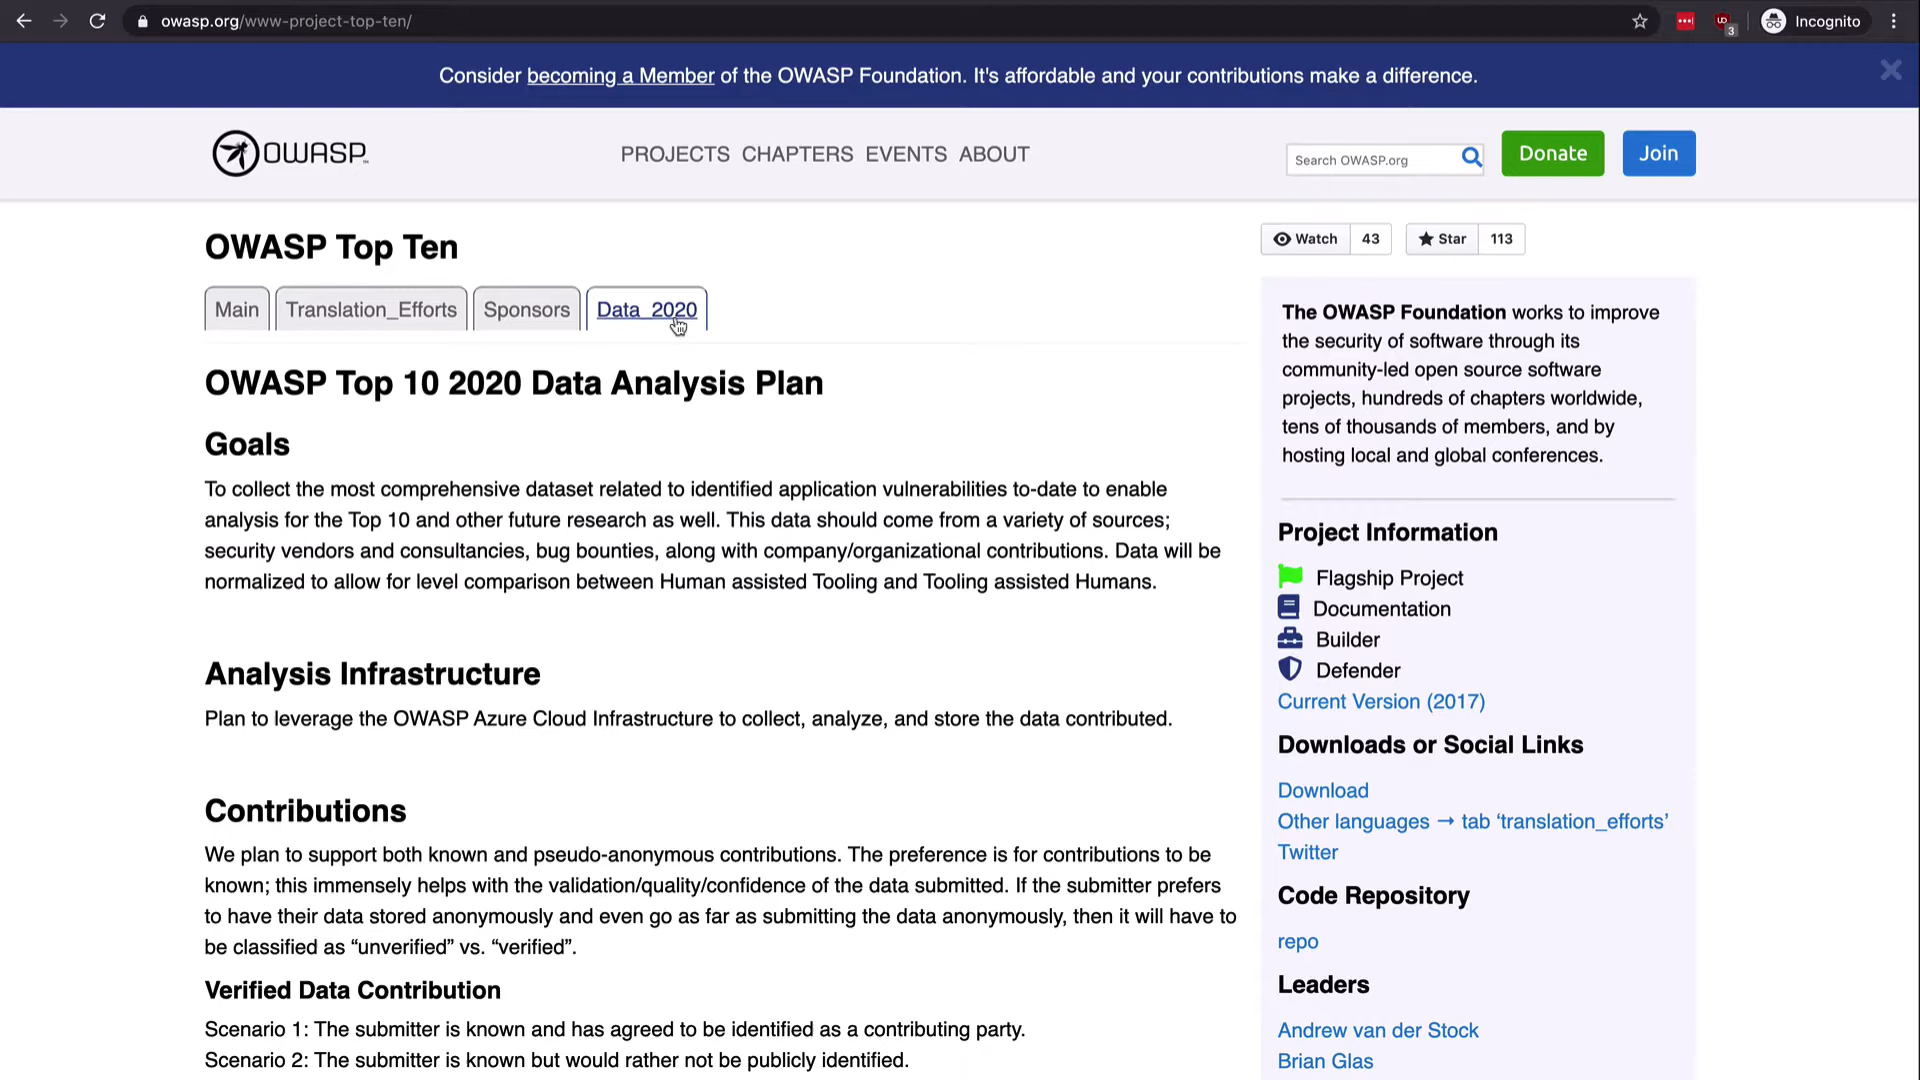 owasp.org/www-project-top-ten/
3
Incognito
Consider becoming a Member of the OWASP Foundation. It's affordable and your contributions make a difference.
OWASP
PROJECTS CHAPTERS EVENTS ABOUT
Search OWASP.org
Donate
Join
OWASP Top Ten
Watch 43
Star 113
Main
Translation_Efforts
Sponsors
Data_2020
OWASP Top 10 2020 Data Analysis Plan
Goals
To collect the most comprehensive dataset related to identified application vulnerabilities to-date to enable
analysis for the Top 10 and other future research as well. This data should come from a variety of sources;
security vendors and consultancies, bug bounties, along with company/organizational contributions. Data will be
normalized to allow for level comparison between Human assisted Tooling and Tooling assisted Humans.
Analysis Infrastructure
Plan to leverage the OWASP Azure Cloud Infrastructure to collect, analyze, and store the data contributed.
Contributions
We plan to support both known and pseudo-anonymous contributions. The preference is for contributions to be
known; this immensely helps with the validation/quality/confidence of the data submitted. If the submitter prefers
to have their data stored anonymously and even go as far as submitting the data anonymously, then it will have to
be classified as “unverified” vs. “verified”.
Verified Data Contribution
Scenario 1: The submitter is known and has agreed to be identified as a contributing party.
Scenario 2: The submitter is known but would rather not be publicly identified.
The OWASP Foundation works to improve
the security of software through its
community-led open source software
projects, hundreds of chapters worldwide,
tens of thousands of members, and by
hosting local and global conferences.
Project Information
Flagship Project
Documentation
Builder
Defender
Current Version (2017)
Downloads or Social Links
Download
Other languages → tab ‘translation_efforts’
Twitter
Code Repository
repo
Leaders
Andrew van der Stock
Brian Glas